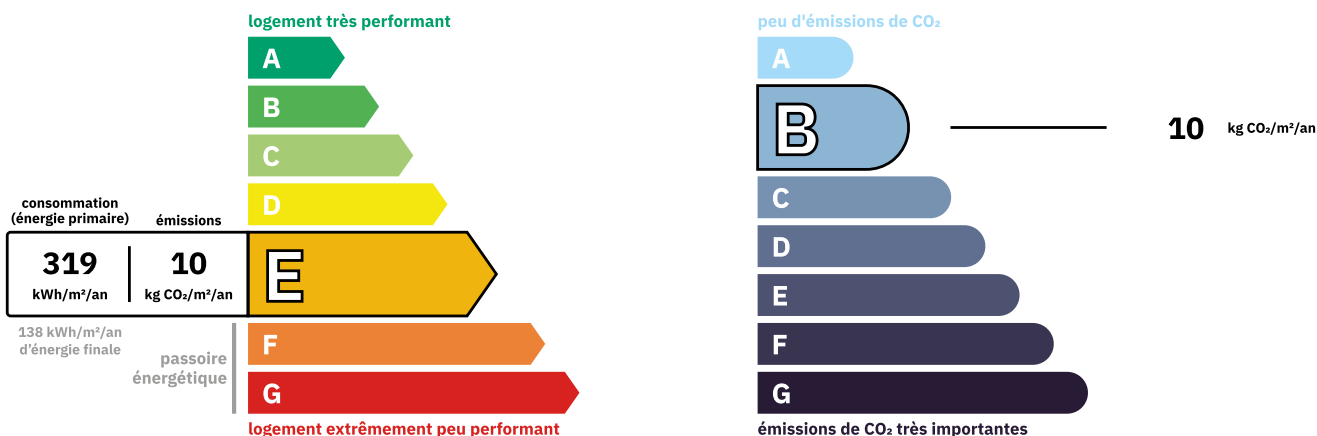 logement très performant
A
B
C
D
consommation
(énergie primaire)
émissions
319
kWh/m²/an
10
kg CO₂/m²/an
E
138 kWh/m²/an
d'énergie finale
passoire
énergétique
F
G
logement extrêmement peu performant
peu d'émissions de CO₂
A
B
10 kg CO₂/m²/an
C
D
E
F
G
émissions de CO₂ très importantes